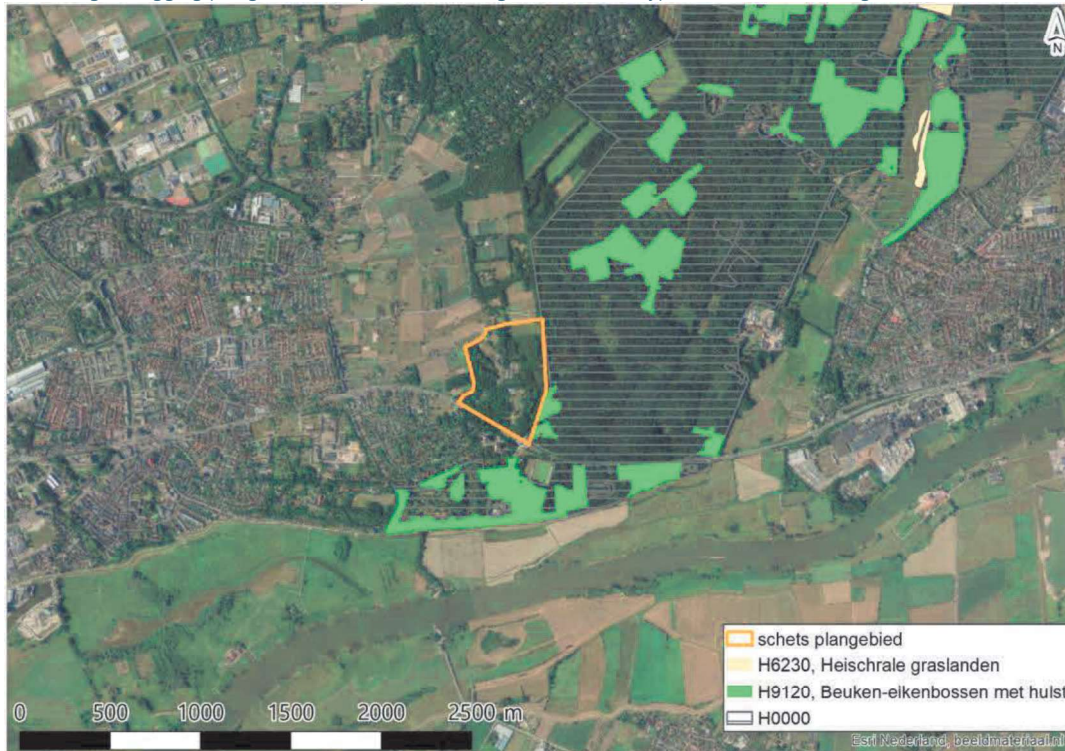 N
schets plangebied
H6230, Heischrale graslanden
H9120, Beuken-eikenbossen met hulst
H0000
0 500 1000 1500 2000 2500 m
Esri Nederland, beeldmateriaal.nl